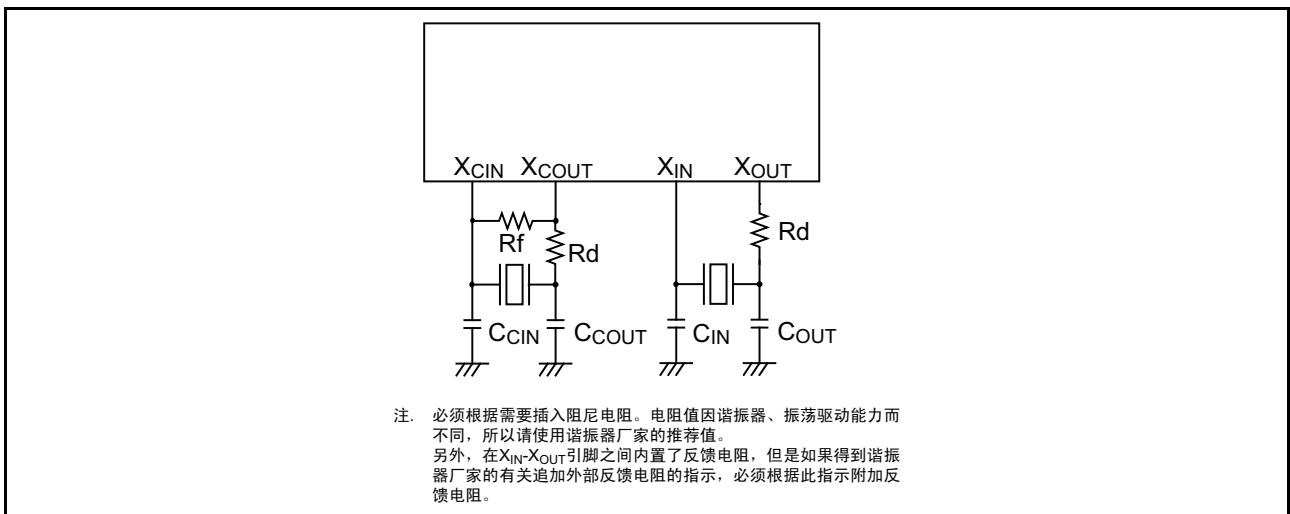 XCIN XCOUT XIN XOUT
Rf Rd Rd
CCIN CCOUT CIN COUT
注. 必须根据需要插入阻尼电阻。电阻值因谐振器、振荡驱动能力而
不同，所以请使用谐振器厂家的推荐值。
另外，在XIN-XOUT引脚之间内置了反馈电阻，但是如果得到谐振
器厂家的有关追加外部反馈电阻的指示，必须根据此指示附加反
馈电阻。